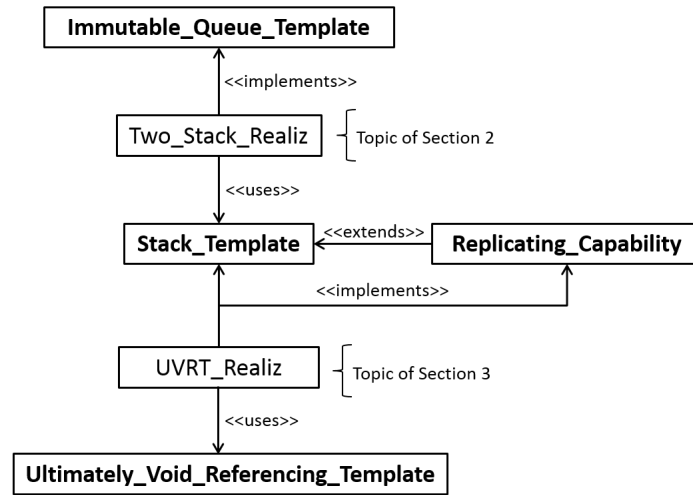 Immutable_Queue_Template
<<implements>>
Two_Stack_Realiz
Topic of Section 2
<<uses>>
Stack_Template
<<extends>>
Replicating_Capability
<<implements>>
UVRT_Realiz
Topic of Section 3
<<uses>>
Ultimately_Void_Referencing_Template